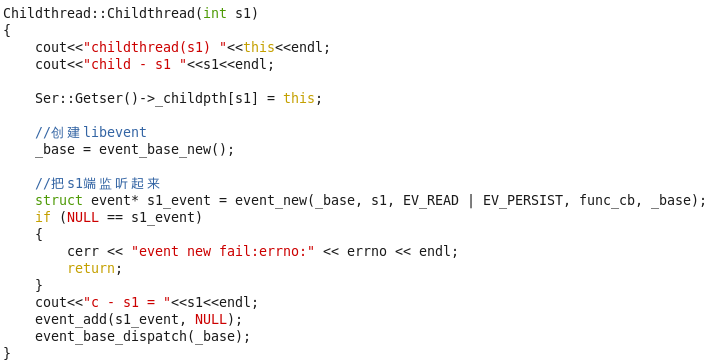 Childthread::Childthread(int s1)
{
    cout<<"childthread(s1) "<<this<<endl;
    cout<<"child - s1 "<<s1<<endl;

    Ser::Getser()->_childpth[s1] = this;

    //创建libevent
    _base = event_base_new();

    //把s1端监听起来
    struct event* s1_event = event_new(_base, s1, EV_READ | EV_PERSIST, func_cb, _base);
    if (NULL == s1_event)
    {
        cerr << "event new fail:errno:" << errno << endl;
        return;
    }
    cout<<"c - s1 = "<<s1<<endl;
    event_add(s1_event, NULL);
    event_base_dispatch(_base);
}